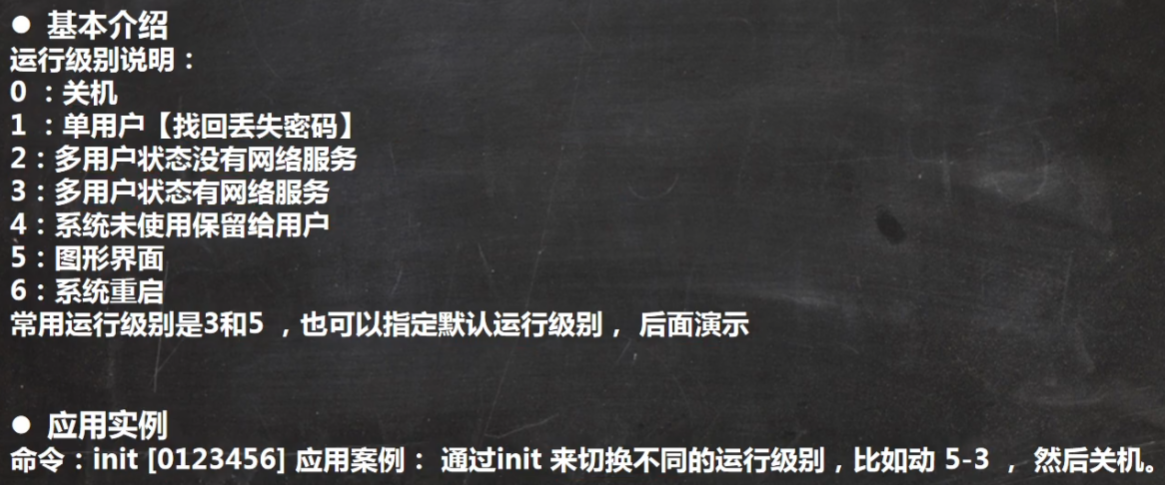 ● 基本介绍
运行级别说明：
0 ：关机
1 ：单用户【找回丢失密码】
2：多用户状态没有网络服务
3：多用户状态有网络服务
4：系统未使用保留给用户
5：图形界面
6：系统重启
常用运行级别是3和5 ，也可以指定默认运行级别， 后面演示
● 应用实例
命令：init [0123456] 应用案例： 通过init 来切换不同的运行级别，比如动 5-3 ， 然后关机。